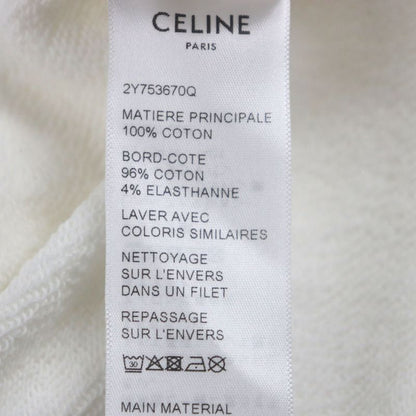 CELINE
PARIS
2Y753670Q
MATIERE PRINCIPALE
100% COTON
BORD-COTE
96% COTON
4% ELASTHANNE
LAVER AVEC
COLORIS SIMILAIRES
NETTOYAGE
SUR L'ENVERS
DANS UN FILET
REPASSAGE
SUR L'ENVERS
30
MAIN MATERIAL